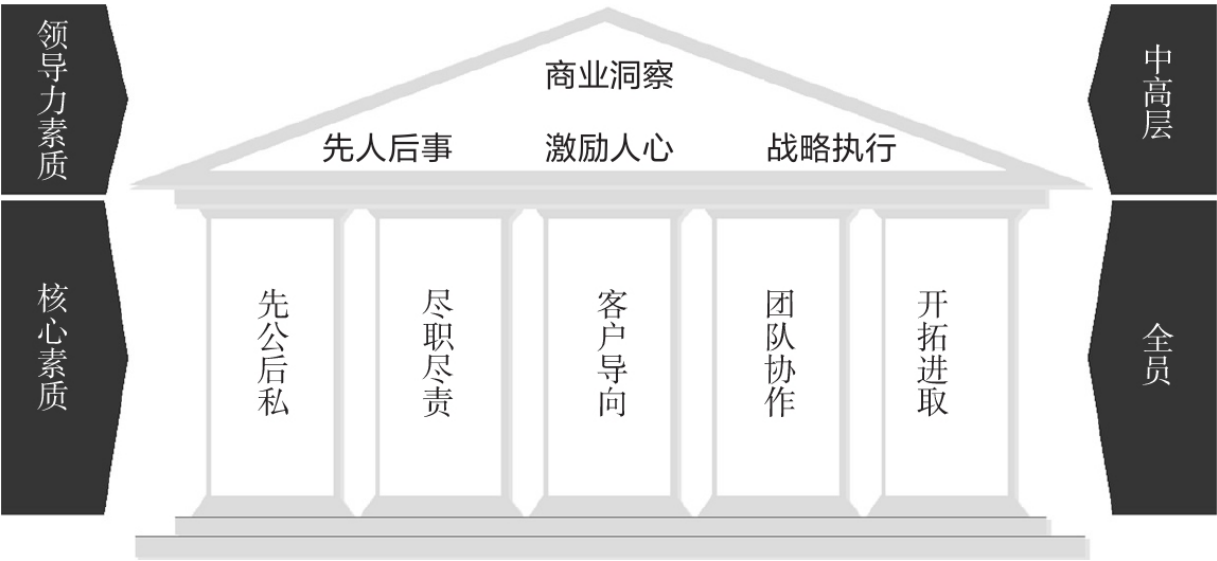 领导力素质
商业洞察
先人后事 激励人心 战略执行
中高层
核心素质
先公后私
尽职尽责
客户导向
团队协作
开拓进取
全员